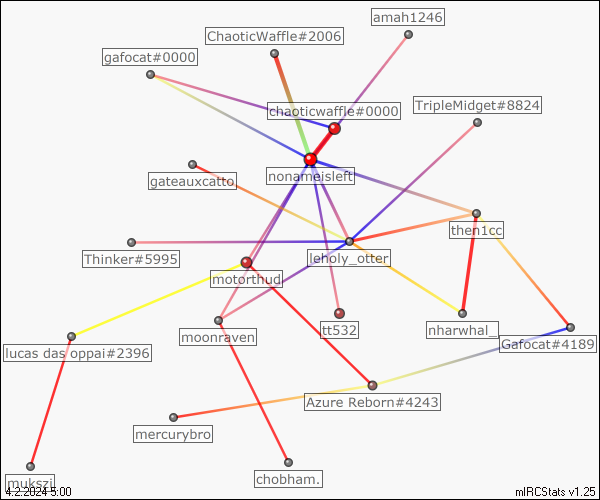 amah1246
ChaoticWaffle#2006
gafocat#0000
chaoticwaffle#0000
TripleMidget#8824
nonameisleft
gateauxcatto
then1cc
Thinker#5995
leholy_otter
motorthud
moonraven
tt532
nharwhal_
Gafocat#4189
lucas das oppai#2396
Azure Reborn#4243
mercurybro
chobham.
mukszi
4.2.2024 5:00
mIRCStats v1.25